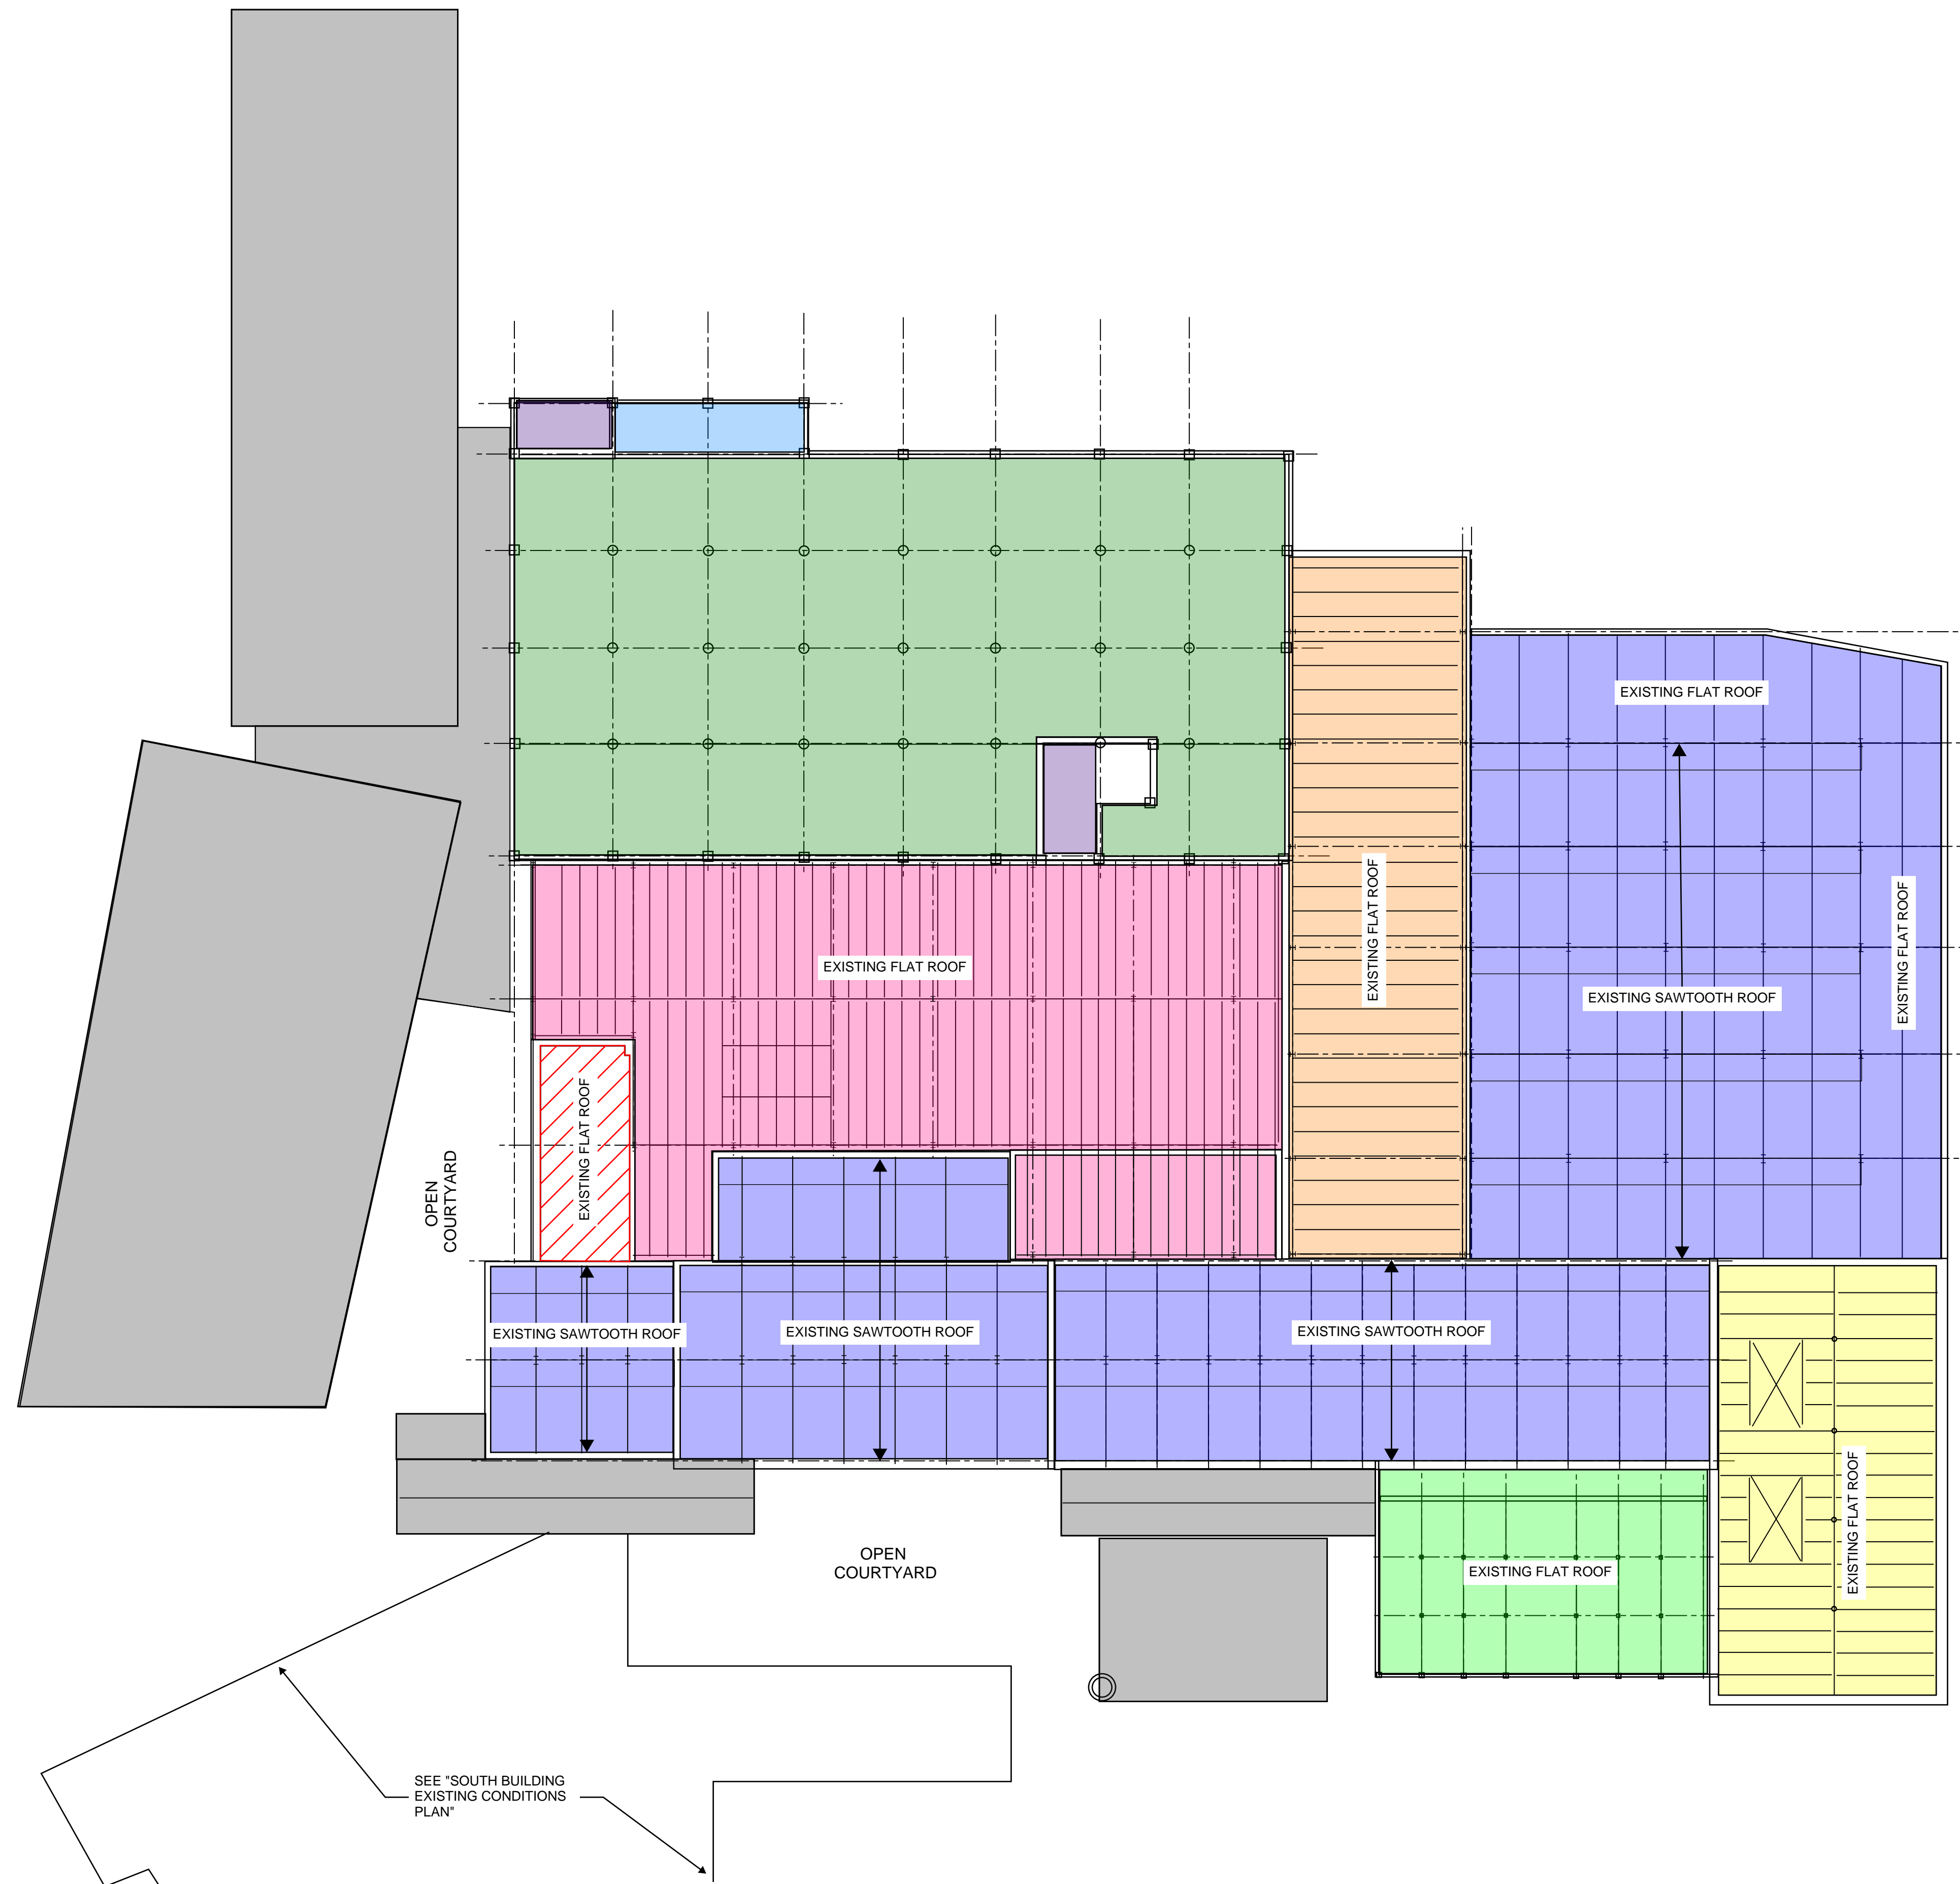 EXISTING FLAT ROOF
EXISTING FLAT ROOF
EXISTING FLAT ROOF
EXISTING FLAT ROOF
EXISTING SAWTOOTH ROOF
EXISTING FLAT ROOF
OPEN
COURTYARD
EXISTING SAWTOOTH ROOF
EXISTING SAWTOOTH ROOF
EXISTING SAWTOOTH ROOF
EXISTING FLAT ROOF
EXISTING FLAT ROOF
OPEN
COURTYARD
SEE "SOUTH BUILDING
EXISTING CONDITIONS
PLAN"